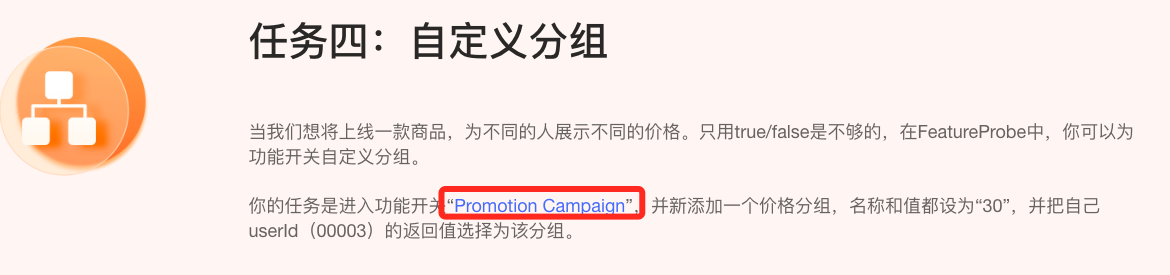 任务四：自定义分组
当我们想将上线一款商品，为不同的人展示不同的价格。只用true/false是不够的，在FeatureProbe中，你可以为
功能开关自定义分组。
你的任务是进入功能开关“Promotion Campaign”，并新添加一个价格分组，名称和值都设为“30”，并把自己
userId（00003）的返回值选择为该分组。